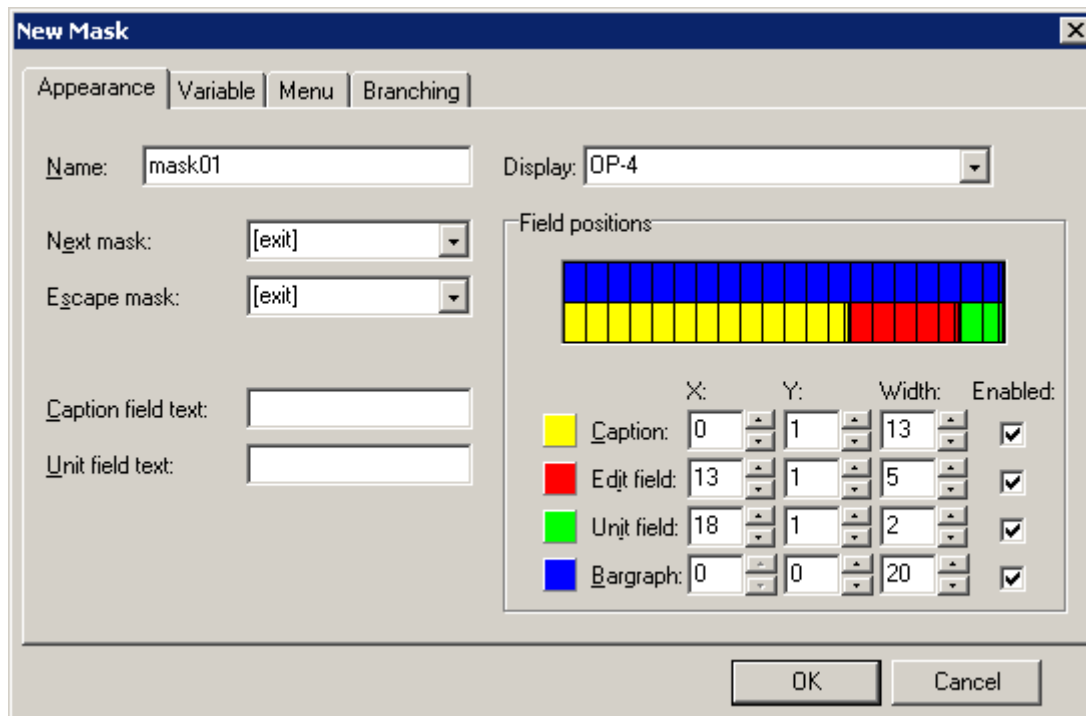 New Mask
Appearance Variable Menu Branching
Name: mask01 Display: OP-4
Next mask: [exit] Field positions
Escape mask: [exit]
X: Y: Width: Enabled:
Caption field text: Caption: 0 1 13
Unit field text: Edit field: 13 1 5
Unit field: 18 1 2
Bargraph: 0 0 20
OK Cancel